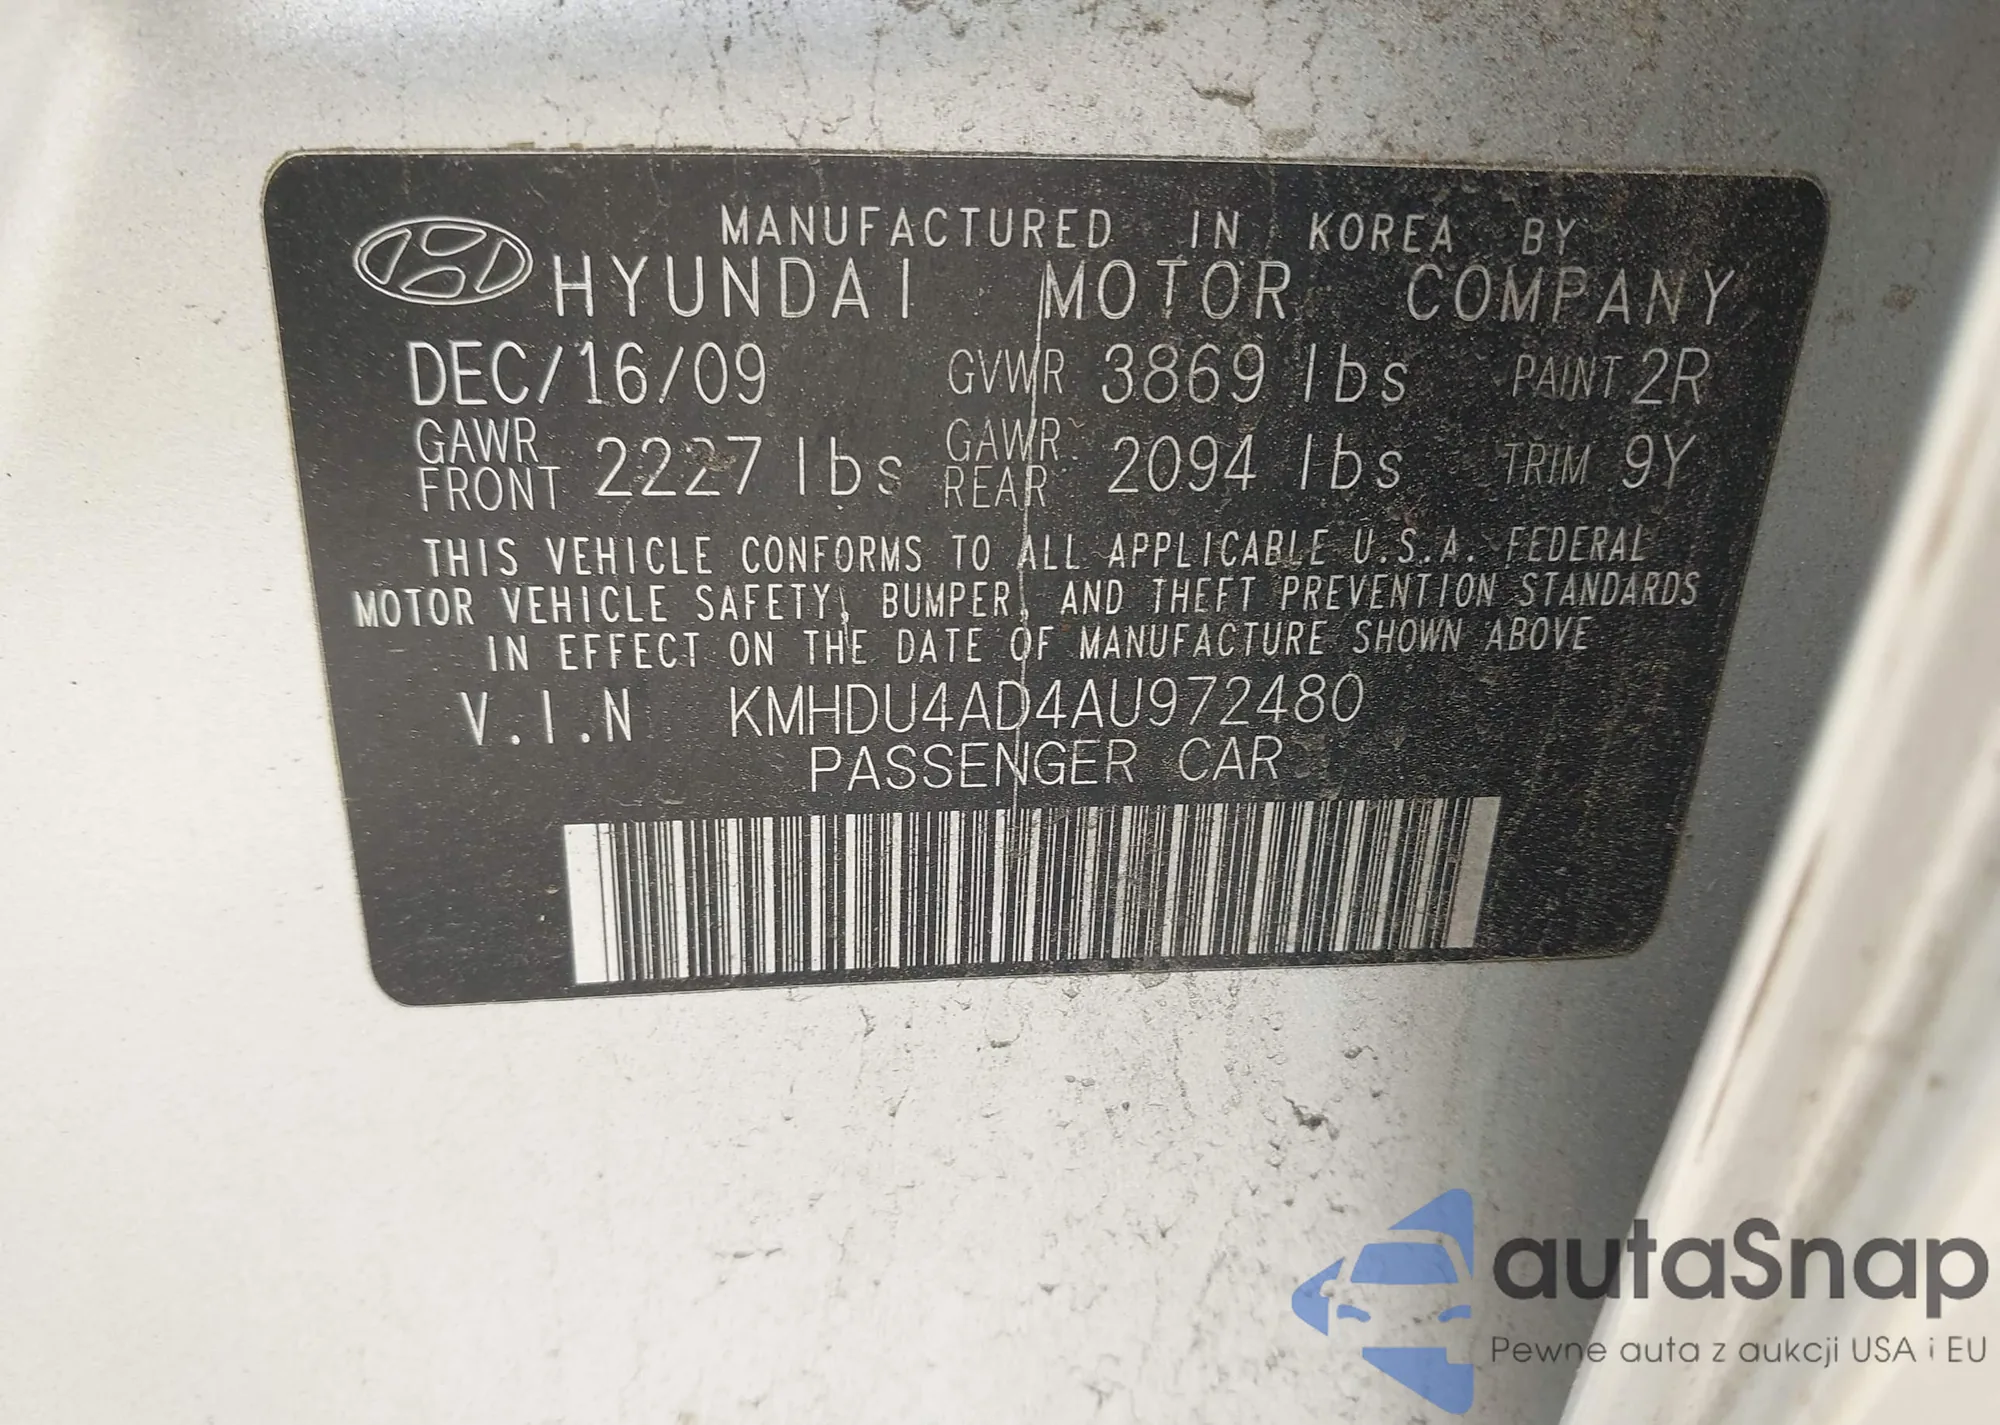 MANUFACTURED IN KOREA BY
HYUNDAI MOTOR COMPANY
DEC/16/09 GVWR 3869 lbs PAINT 2R
GAWR FRONT 2227 lbs GAWR REAR 2094 lbs TRIM 9Y
THIS VEHICLE CONFORMS TO ALL APPLICABLE U.S.A. FEDERAL
MOTOR VEHICLE SAFETY, BUMPER, AND THEFT PREVENTION STANDARDS
IN EFFECT ON THE DATE OF MANUFACTURE SHOWN ABOVE
V.I.N KMHDU4AD4AU972480
PASSENGER CAR
autaSnap
Pewne auta z aukcji USA i EU